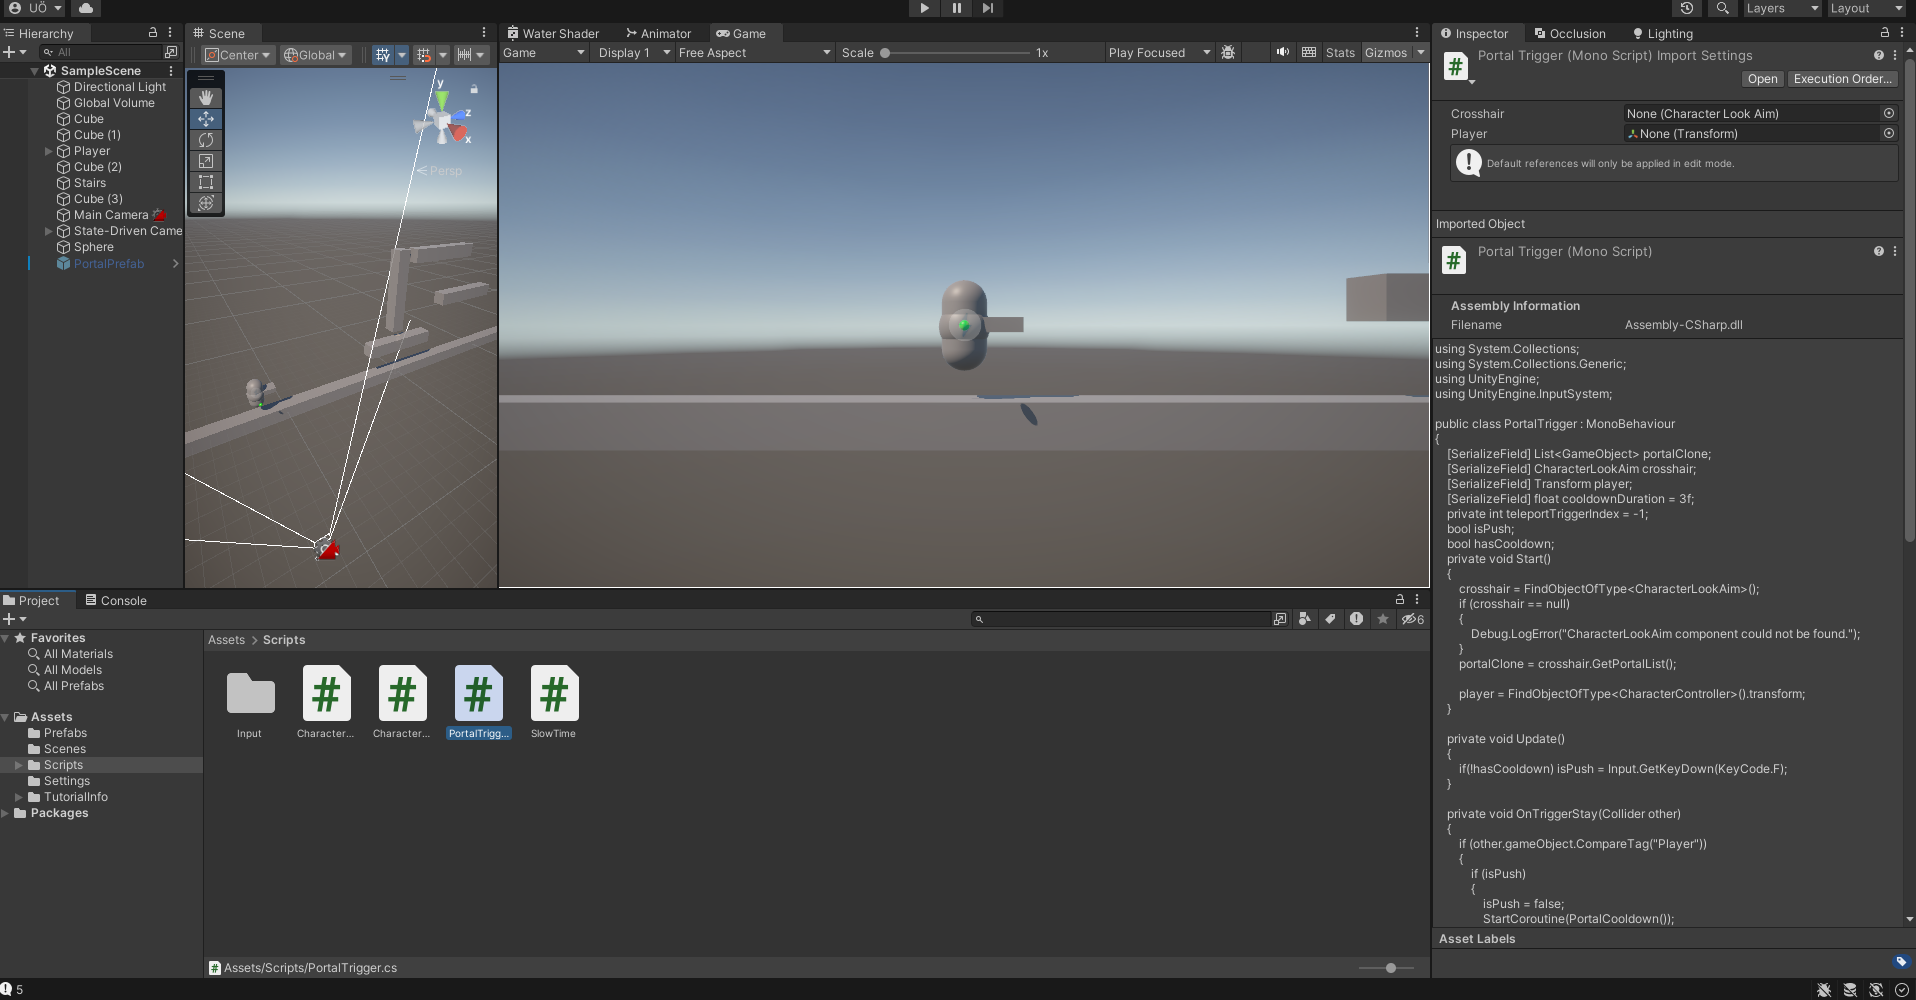 UÖ
Layers
Layout
Hierarchy
All
SampleScene
Directional Light
Global Volume
Cube
Cube (1)
Player
Cube (2)
Stairs
Cube (3)
Main Camera
State-Driven Came
Sphere
PortalPrefab
Scene
Center
Global
y
z
x
Persp
Water Shader
Animator
Game
Game
Display 1
Free Aspect
Scale
1x
Play Focused
Stats
Gizmos
Inspector
Occlusion
Lighting
Portal Trigger (Mono Script) Import Settings
Open
Execution Order...
Crosshair
None (Character Look Aim)
Player
None (Transform)
Default references will only be applied in edit mode.
Imported Object
Portal Trigger (Mono Script)
Assembly Information
Filename
Assembly-CSharp.dll
using System.Collections;
using System.Collections.Generic;
using UnityEngine;
using UnityEngine.InputSystem;
public class PortalTrigger : MonoBehaviour
{
[SerializeField] List<GameObject> portalClone;
[SerializeField] CharacterLookAim crosshair;
[SerializeField] Transform player;
[SerializeField] float cooldownDuration = 3f;
private int teleportTriggerIndex = -1;
bool isPush;
bool hasCooldown;
private void Start()
{
crosshair = FindObjectOfType<CharacterLookAim>();
if (crosshair == null)
{
Debug.LogError("CharacterLookAim component could not be found.");
}
portalClone = crosshair.GetPortalList();
player = FindObjectOfType<CharacterController>().transform;
}
private void Update()
{
if(!hasCooldown) isPush = Input.GetKeyDown(KeyCode.F);
}
private void OnTriggerStay(Collider other)
{
if (other.gameObject.CompareTag("Player"))
{
if (isPush)
{
isPush = false;
StartCoroutine(PortalCooldown());
Asset Labels
Project
Console
6
Favorites
All Materials
All Models
All Prefabs
Assets
Prefabs
Scenes
Scripts
Settings
TutorialInfo
Packages
Assets > Scripts
Input
Character...
Character...
PortalTrigg...
SlowTime
Assets/Scripts/PortalTrigger.cs
5